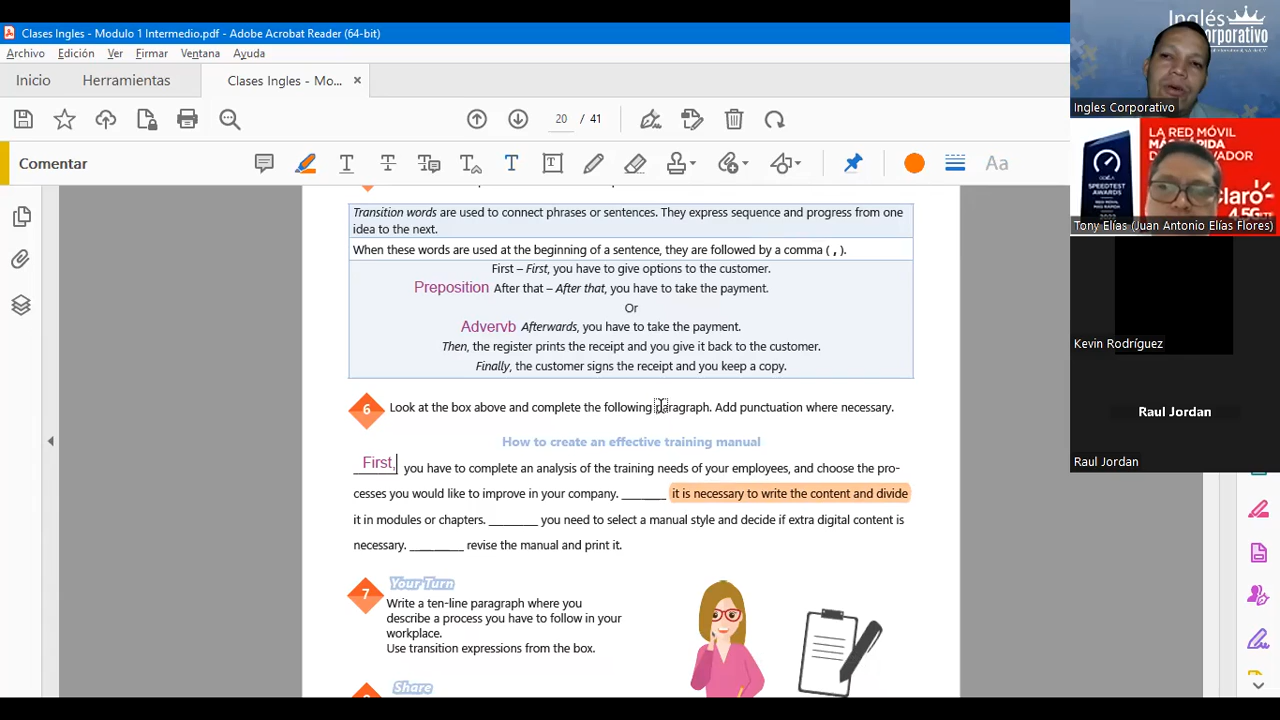 Clases Ingles - Modulo 1 Intermedio.pdf - Adobe Acrobat Reader (64-bit)
Archivo Edición Ver Firmar Ventana Ayuda
Inicio Herramientas Clases Ingles - Mo... ×
20 / 41
Comentar
Aa
Transition words are used to connect phrases or sentences. They express sequence and progress from one
idea to the next.
When these words are used at the beginning of a sentence, they are followed by a comma ( , ).
First – First, you have to give options to the customer.
Preposition After that – After that, you have to take the payment.
Or
Advervb Afterwards, you have to take the payment.
Then, the register prints the receipt and you give it back to the customer.
Finally, the customer signs the receipt and you keep a copy.
6 Look at the box above and complete the following paragraph. Add punctuation where necessary.
How to create an effective training manual
First, you have to complete an analysis of the training needs of your employees, and choose the pro-
cesses you would like to improve in your company. _______ it is necessary to write the content and divide
it in modules or chapters. ________ you need to select a manual style and decide if extra digital content is
necessary. _________ revise the manual and print it.
7 Your Turn
Write a ten-line paragraph where you
describe a process you have to follow in your
workplace.
Use transition expressions from the box.
Share
Inglés
Corporativo
Ingles Corporativo
SPEEDTEST
AWARDS
LA RED MÓVIL
MÁS RÁPIDA
Claro
4.5G
Tony Elías (Juan Antonio Elías Flores)
Kevin Rodríguez
Raul Jordan
Raul Jordan